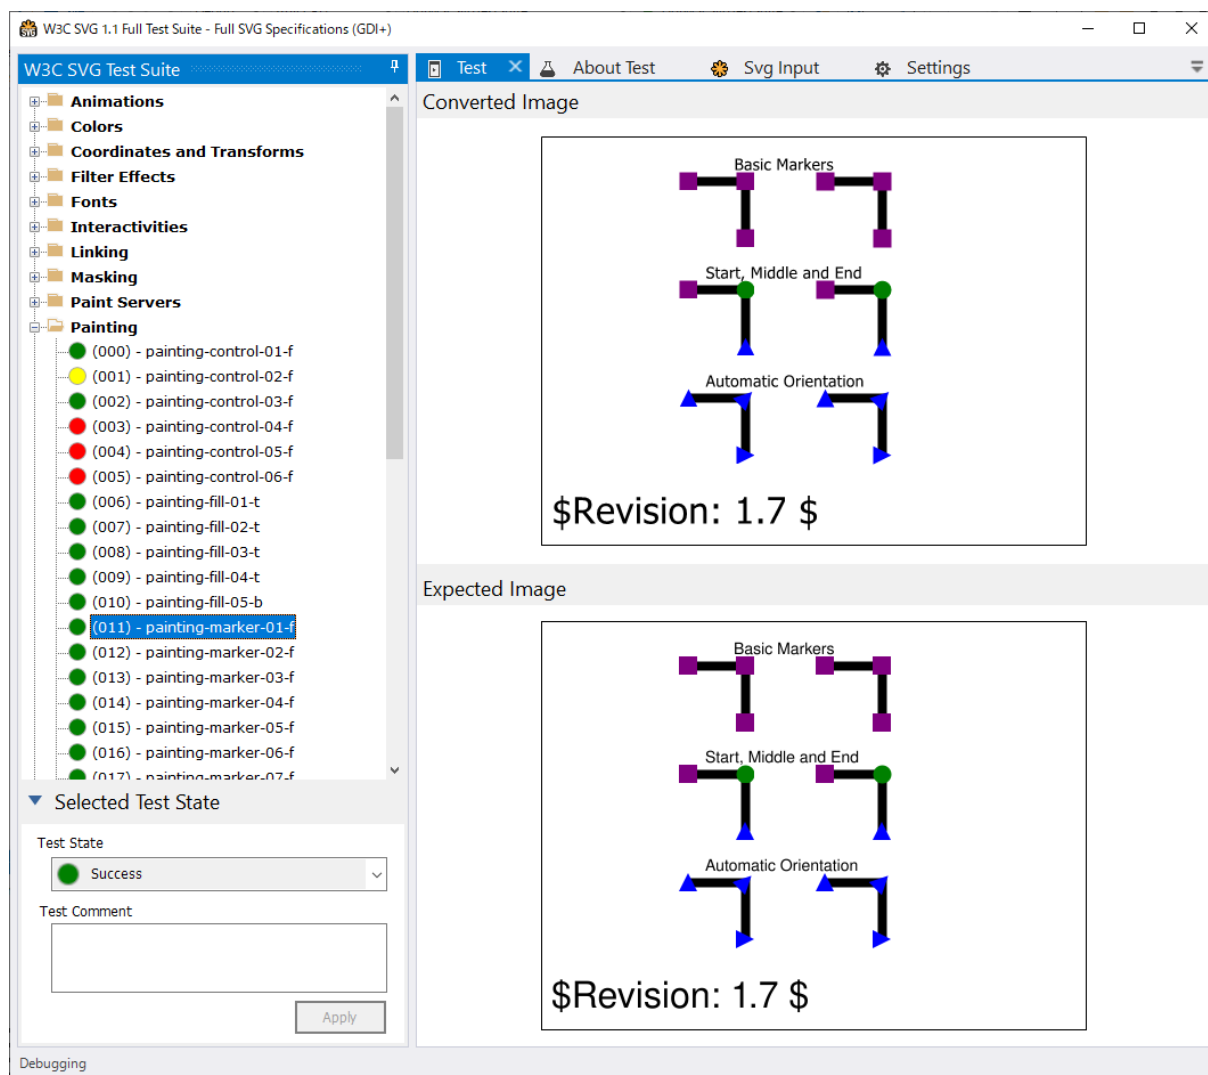 W3C SVG 1.1 Full Test Suite - Full SVG Specifications (GDI+)
W3C SVG Test Suite
Animations
Colors
Coordinates and Transforms
Filter Effects
Fonts
Interactivities
Linking
Masking
Paint Servers
Painting
(000) - painting-control-01-f
(001) - painting-control-02-f
(002) - painting-control-03-f
(003) - painting-control-04-f
(004) - painting-control-05-f
(005) - painting-control-06-f
(006) - painting-fill-01-t
(007) - painting-fill-02-t
(008) - painting-fill-03-t
(009) - painting-fill-04-t
(010) - painting-fill-05-b
(011) - painting-marker-01-f
(012) - painting-marker-02-f
(013) - painting-marker-03-f
(014) - painting-marker-04-f
(015) - painting-marker-05-f
(016) - painting-marker-06-f
(017) - painting-marker-07-f
Selected Test State
Test State
Success
Test Comment
Apply
Test About Test Svg Input Settings
Converted Image
Basic Markers
Start, Middle and End
Automatic Orientation
$Revision: 1.7 $
Expected Image
Basic Markers
Start, Middle and End
Automatic Orientation
$Revision: 1.7 $
Debugging